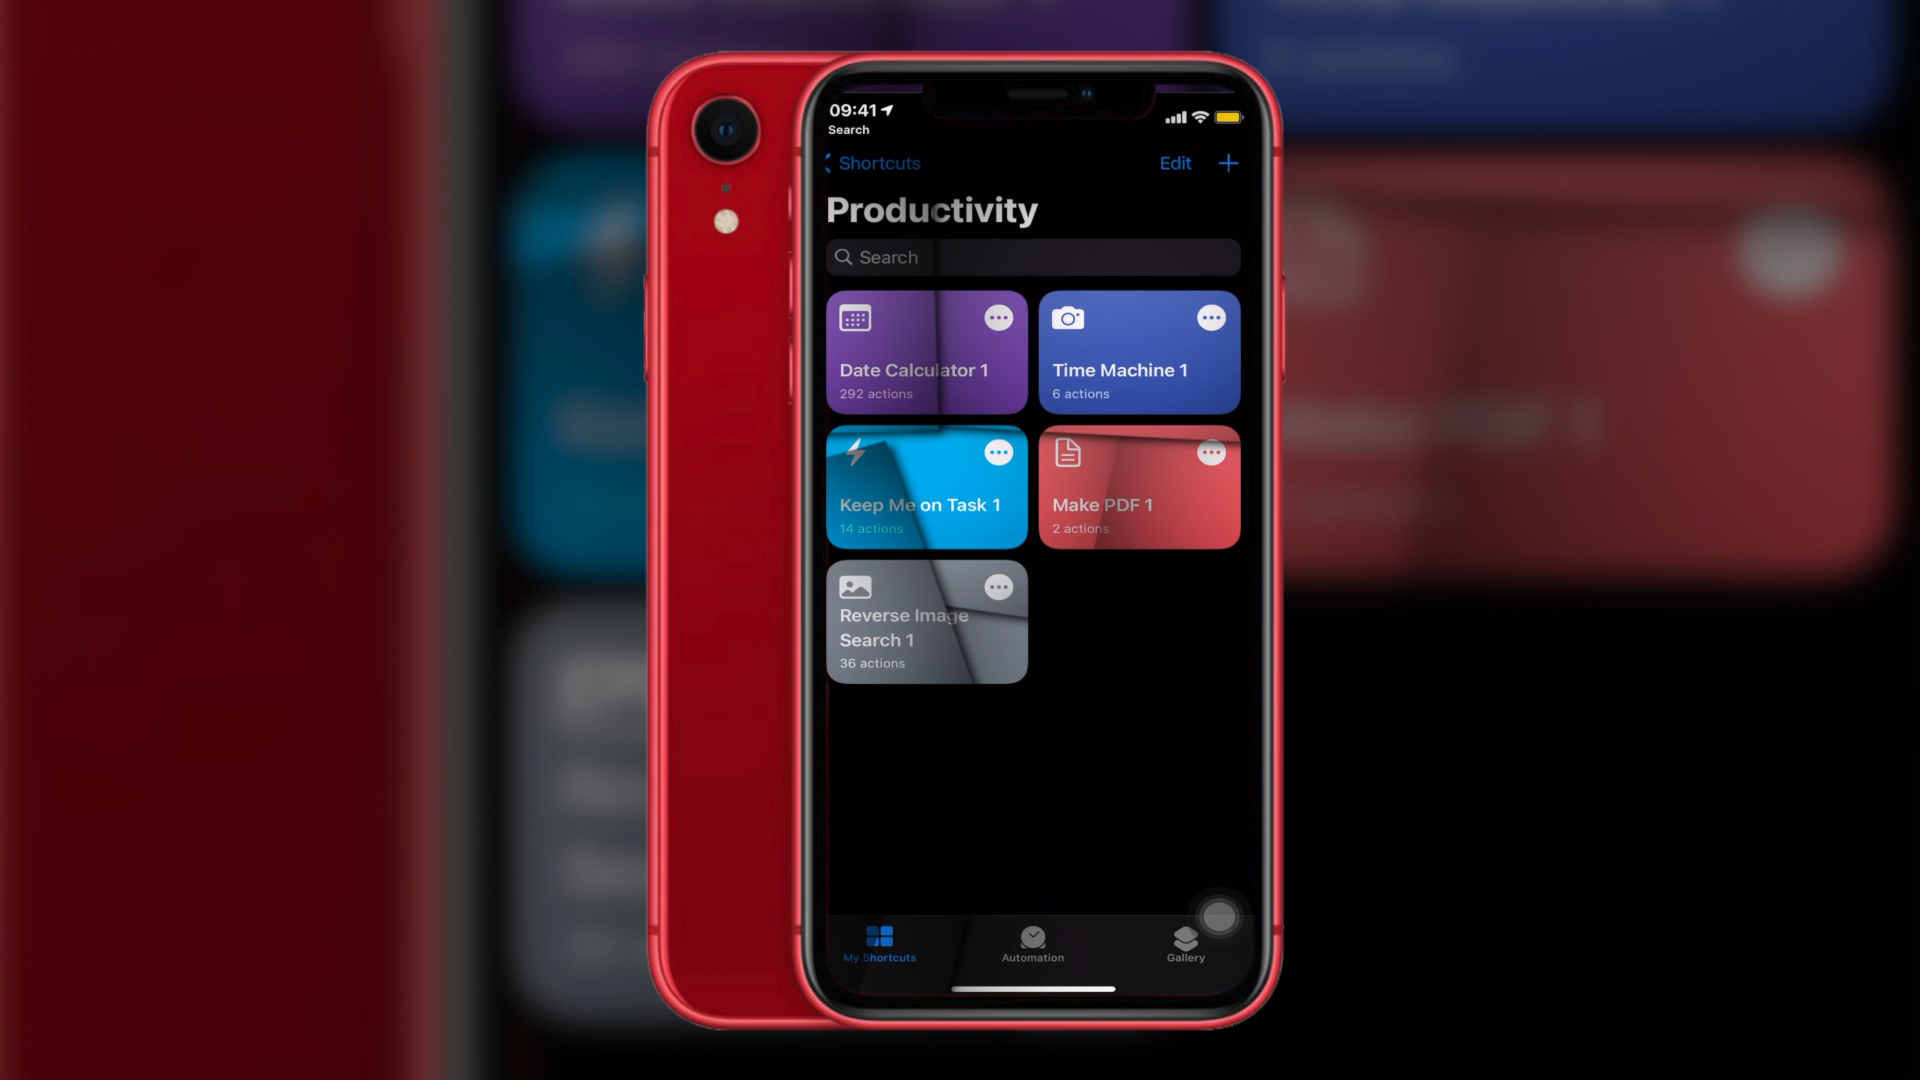 09:41
Search
Shortcuts
Edit
Productivity
Search
Date Calculator 1
292 actions
Time Machine 1
6 actions
Keep Me on Task 1
14 actions
Make PDF 1
2 actions
Reverse Image
Search 1
36 actions
My Shortcuts
Automation
Gallery